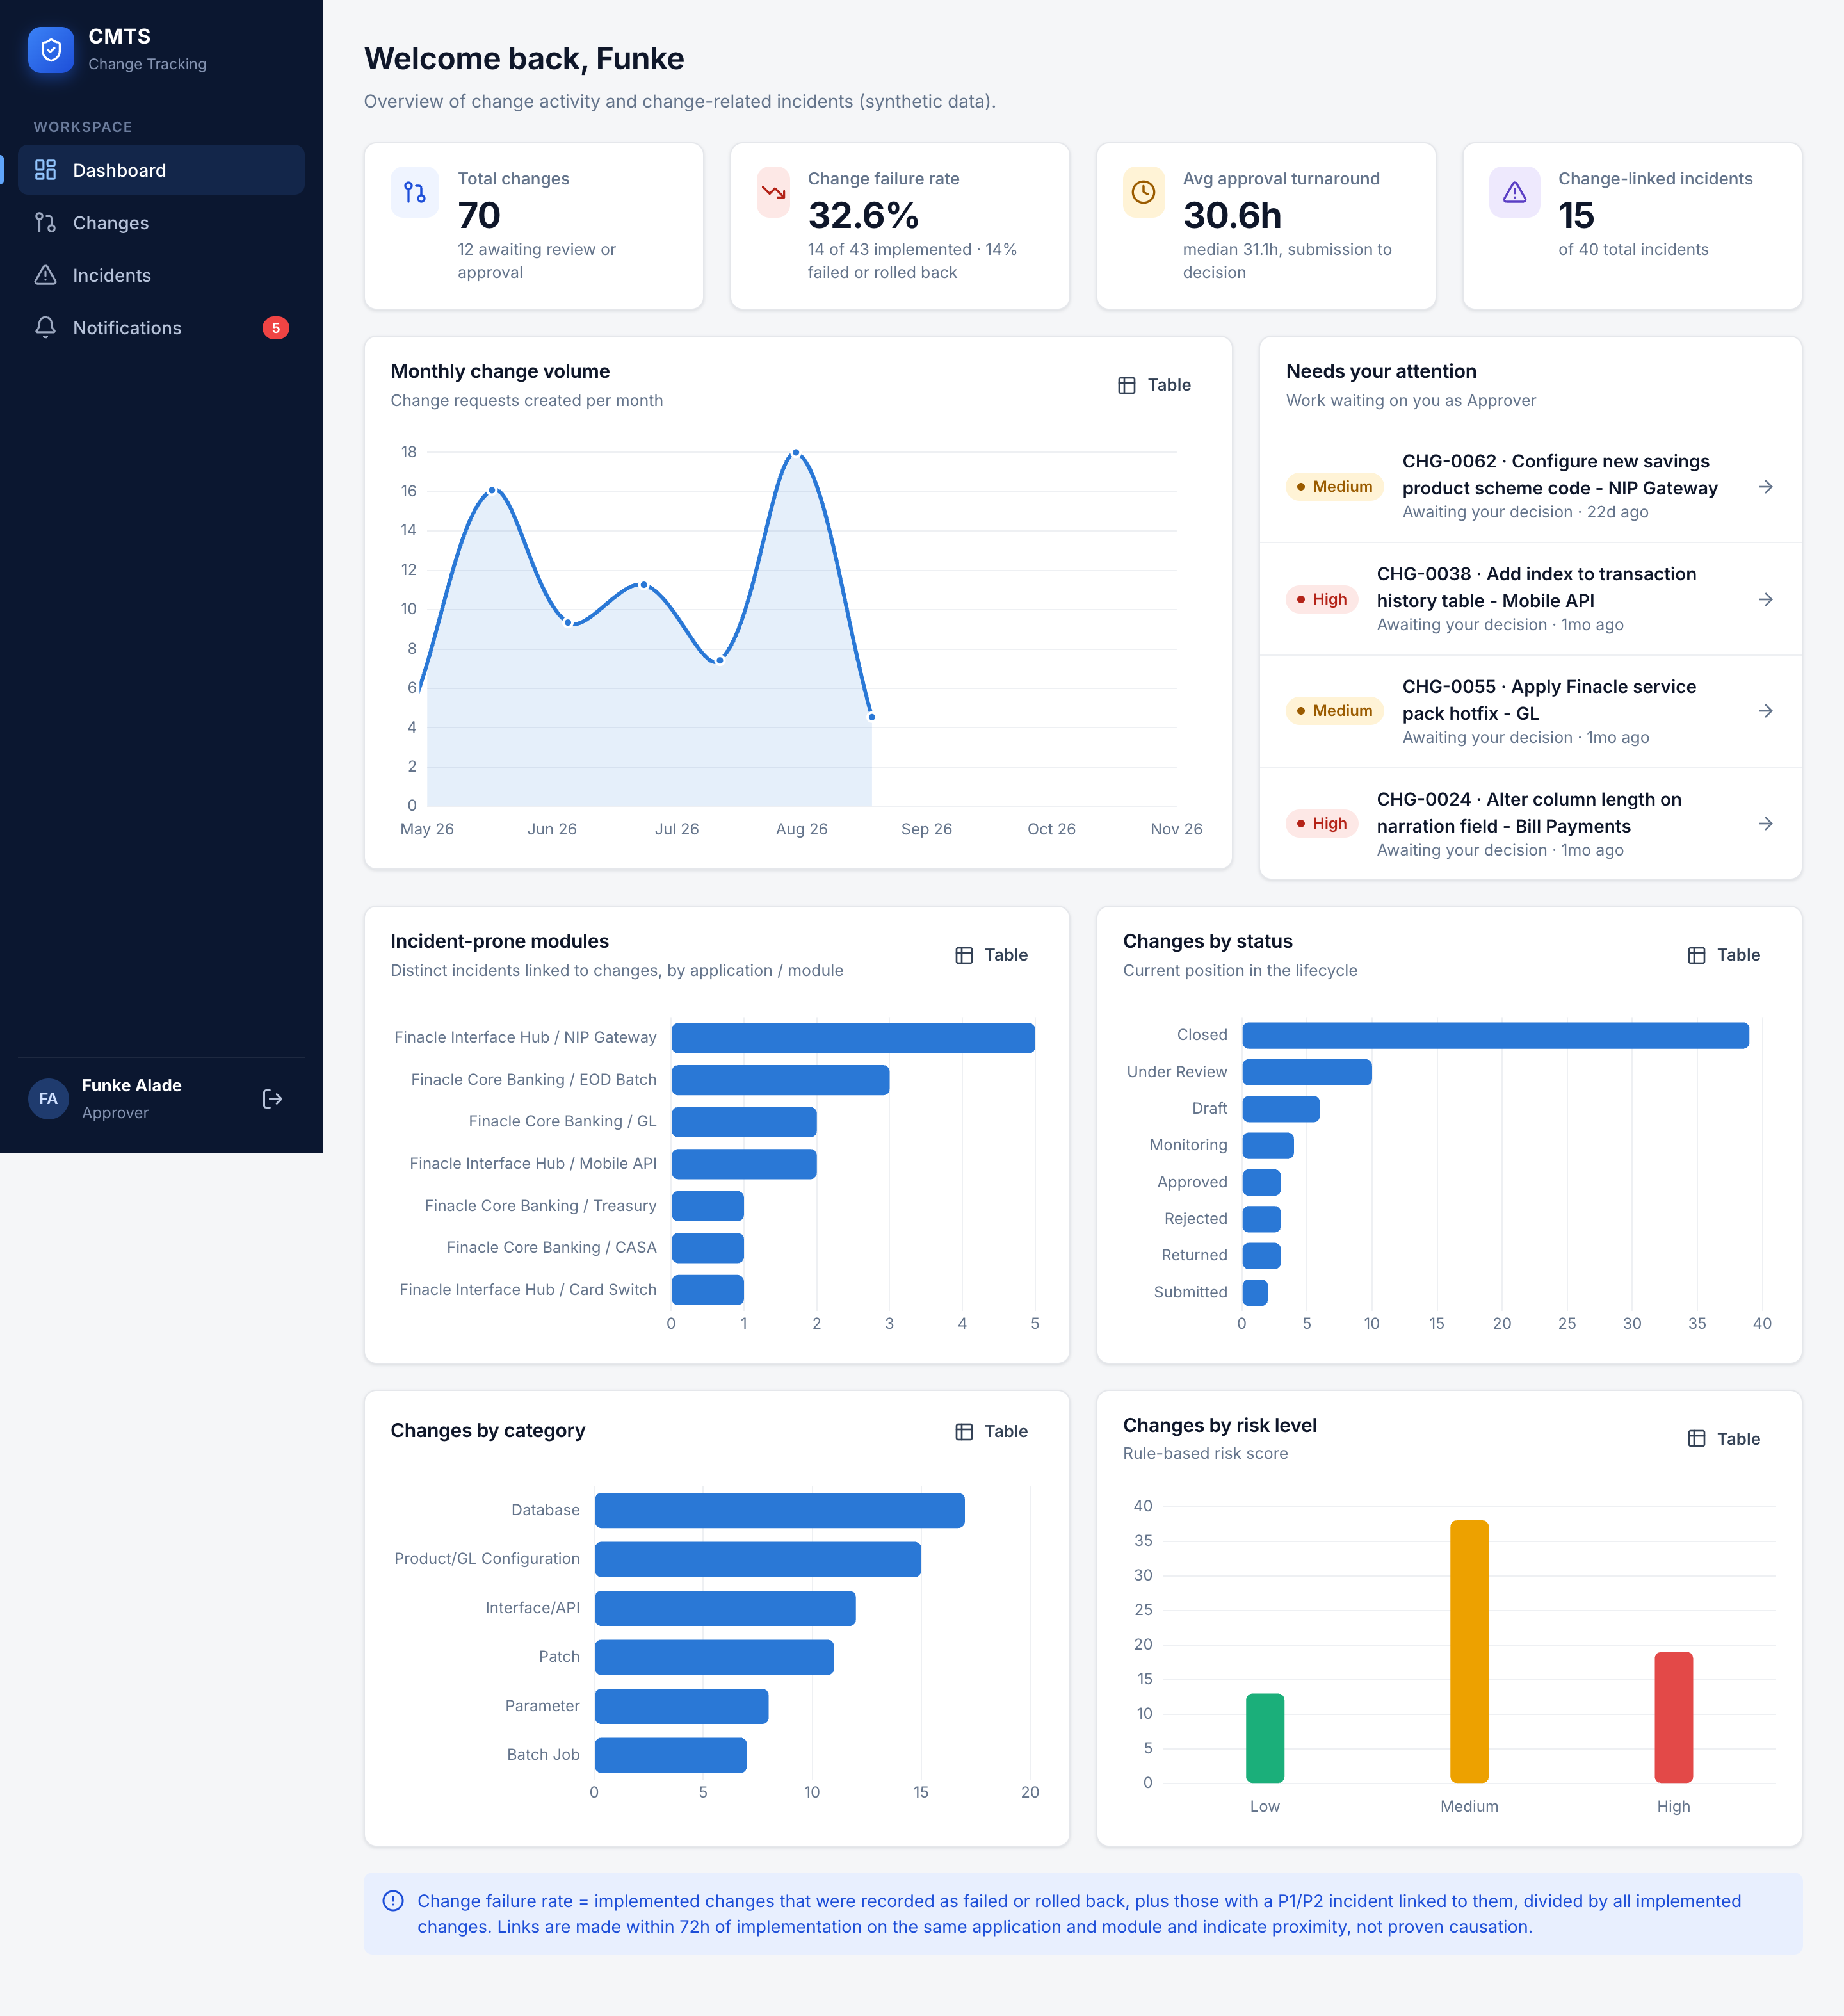 CMTS
Change Tracking
WORKSPACE
Dashboard
Changes
Incidents
Notifications
5
FA
Funke Alade
Approver
Welcome back, Funke
Overview of change activity and change-related incidents (synthetic data).
Total changes
70
12 awaiting review or
approval
Change failure rate
32.6%
14 of 43 implemented · 14%
failed or rolled back
Avg approval turnaround
30.6h
median 31.1h, submission to
decision
Change-linked incidents
15
of 40 total incidents
Monthly change volume
Change requests created per month
Table
18
16
14
12
10
8
6
4
2
0
May 26 Jun 26 Jul 26 Aug 26 Sep 26 Oct 26 Nov 26
Needs your attention
Work waiting on you as Approver
Medium
CHG-0062 · Configure new savings
product scheme code - NIP Gateway
Awaiting your decision · 22d ago
High
CHG-0038 · Add index to transaction
history table - Mobile API
Awaiting your decision · 1mo ago
Medium
CHG-0055 · Apply Finacle service
pack hotfix - GL
Awaiting your decision · 1mo ago
High
CHG-0024 · Alter column length on
narration field - Bill Payments
Awaiting your decision · 1mo ago
Incident-prone modules
Distinct incidents linked to changes, by application / module
Table
Finacle Interface Hub / NIP Gateway
Finacle Core Banking / EOD Batch
Finacle Core Banking / GL
Finacle Interface Hub / Mobile API
Finacle Core Banking / Treasury
Finacle Core Banking / CASA
Finacle Interface Hub / Card Switch
0 1 2 3 4 5
Changes by status
Current position in the lifecycle
Table
Closed
Under Review
Draft
Monitoring
Approved
Rejected
Returned
Submitted
0 5 10 15 20 25 30 35 40
Changes by category
Table
Database
Product/GL Configuration
Interface/API
Patch
Parameter
Batch Job
0 5 10 15 20
Changes by risk level
Rule-based risk score
Table
40
35
30
25
20
15
10
5
0
Low Medium High
Change failure rate = implemented changes that were recorded as failed or rolled back, plus those with a P1/P2 incident linked to them, divided by all implemented
changes. Links are made within 72h of implementation on the same application and module and indicate proximity, not proven causation.